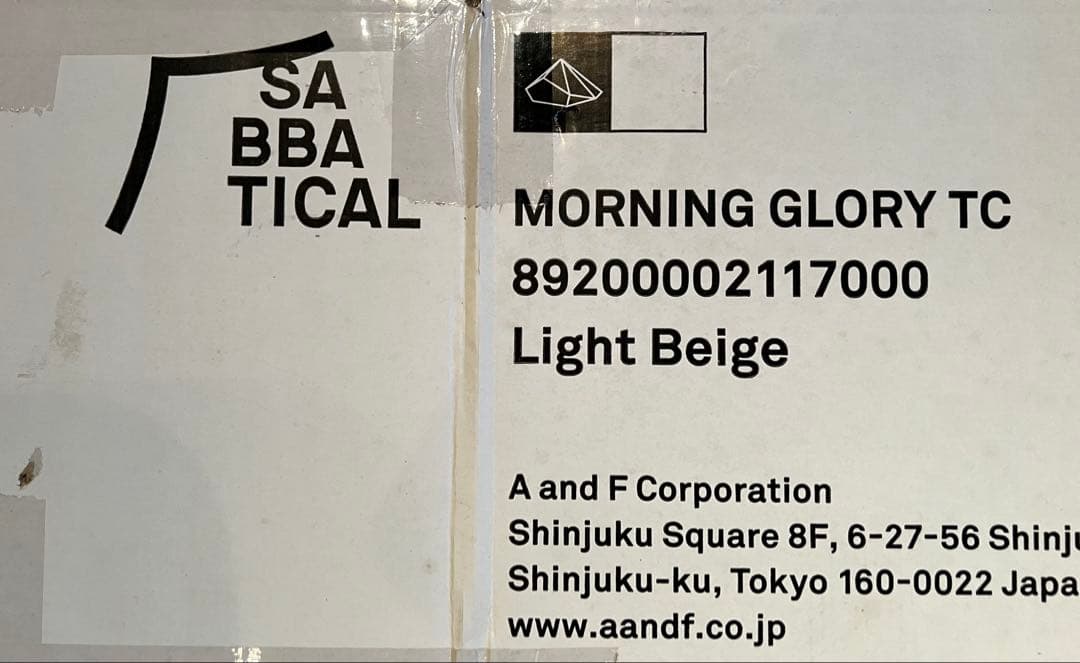 SA
BBA
TICAL
MORNING GLORY TC
89200002117000
Light Beige
A and F Corporation
Shinjuku Square 8F, 6-27-56 Shinju
Shinjuku-ku, Tokyo 160-0022 Japa
www.aandf.co.jp